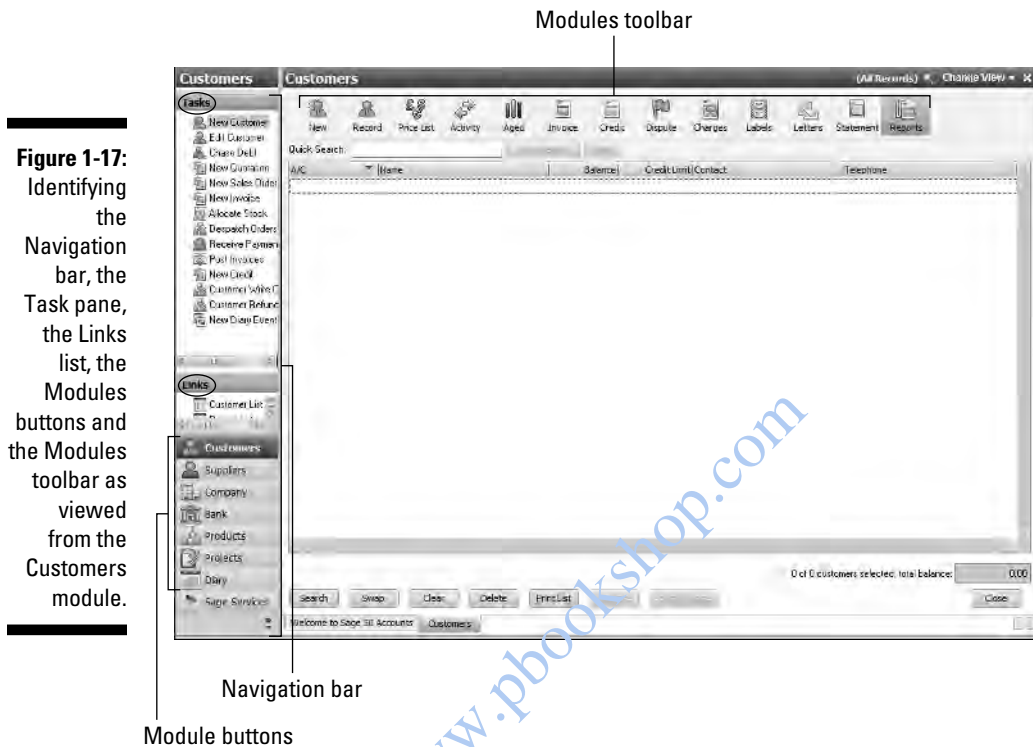 Modules toolbar
Figure 1-17:
Identifying
the
Navigation
bar, the
Task pane,
the Links
list, the
Modules
buttons and
the Modules
toolbar as
viewed
from the
Customers
module.
Customers
Customers
(All Records)
Change View
Tasks
New Customer
Edit Customer
Chase Debt
New Quotation
New Sales Order
New Invoice
Allocate Stock
Despatch Orders
Receive Paymen
Post Invoices
New Credit
Customer Write
Customer Refund
New Diary Event
Links
Customer List
Customers
Suppliers
Company
Bank
Products
Projects
Diary
Sage Services
New Record Price List Activity Aged Invoice Credit Dispute Charges Labels Letters Statement Reports
Quick Search
A/C Name Balance Credit Limit Contact Telephone
0 of 0 customers selected, total balance: 0.00
Search Swap Clear Delete Print List Close
Welcome to Sage 50 Accounts Customers
Navigation bar
Module buttons
w.pbookshop.com